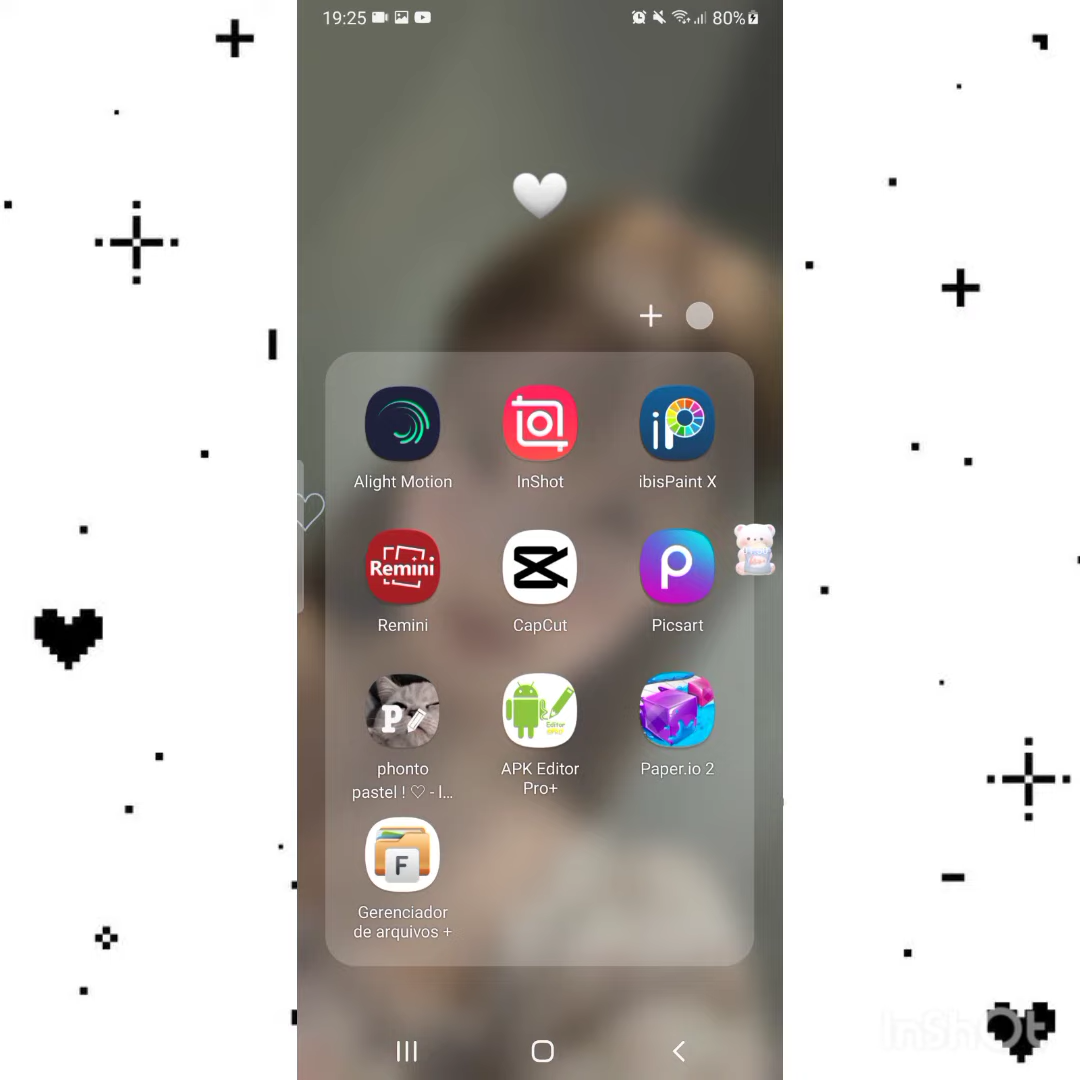 19:25
80%
Alight Motion
InShot
ibisPaint X
Remini
Remini
CapCut
Picsart
P
phonto
pastel ! ♡ - l...
Editor
APK Editor
Pro+
Paper.io 2
F
Gerenciador
de arquivos +
InShOt